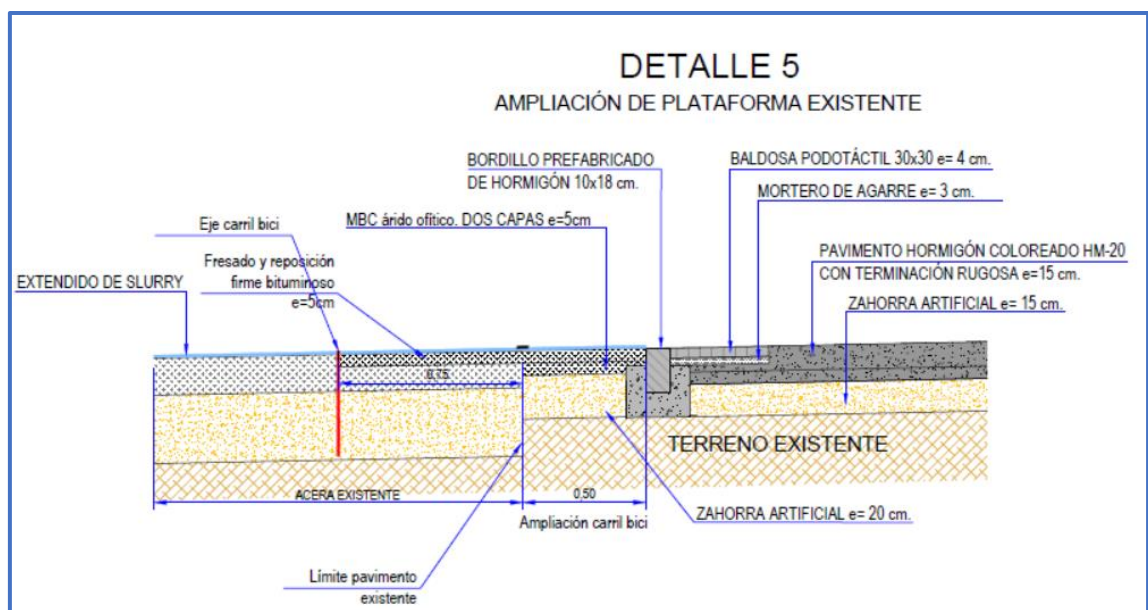 DETALLE 5
AMPLIACIÓN DE PLATAFORMA EXISTENTE
BORDILLO PREFABRICADO
DE HORMIGÓN 10x18 cm.
BALDOSA PODOTÁCTIL 30x30 e= 4 cm.
MORTERO DE AGARRE e= 3 cm.
MBC árido ofítico. DOS CAPAS e=5cm
Eje carril bici
Fresado y reposición
firme bituminoso
e=5cm
EXTENDIDO DE SLURRY
PAVIMENTO HORMIGÓN COLOREADO HM-20
CON TERMINACIÓN RUGOSA e=15 cm.
ZAHORRA ARTIFICIAL e= 15 cm.
0,75
TERRENO EXISTENTE
ACERA EXISTENTE
0,50
Ampliación carril bici
ZAHORRA ARTIFICIAL e= 20 cm.
Límite pavimento
existente